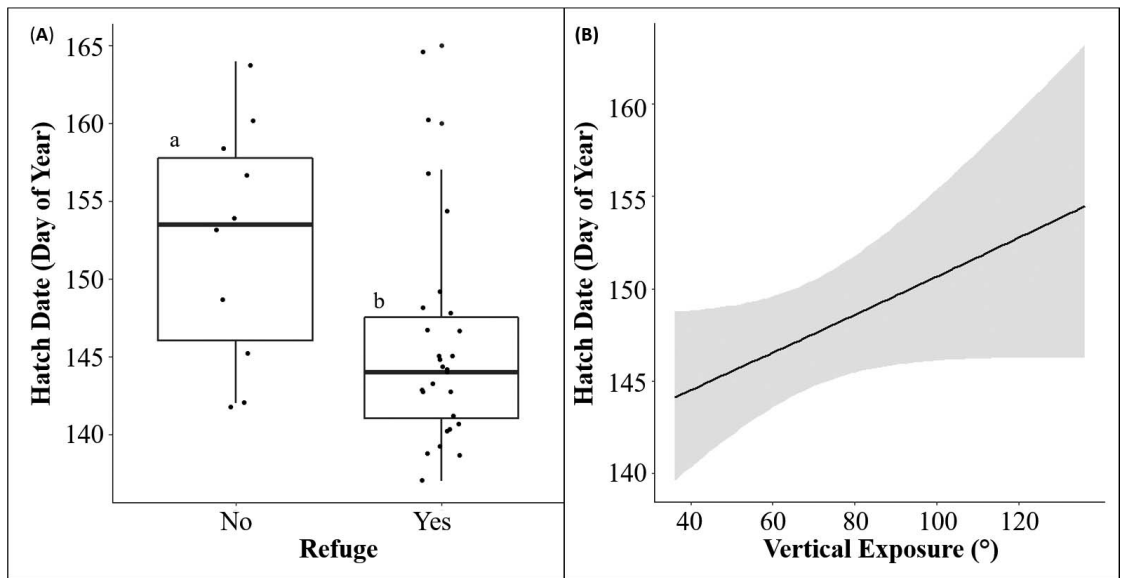 (A)
Hatch Date (Day of Year)
165
160
155
150
145
140
a
b
No
Yes
Refuge
(B)
Hatch Date (Day of Year)
160
155
150
145
140
40
60
80
100
120
Vertical Exposure (°)